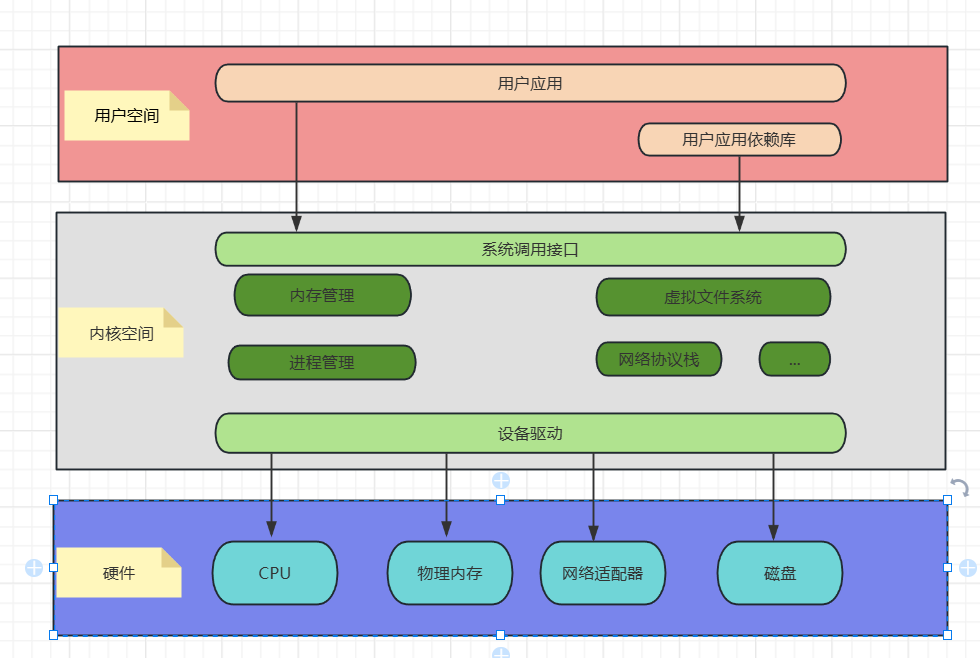 用户应用
用户空间
用户应用依赖库
系统调用接口
内存管理
虚拟文件系统
内核空间
进程管理
网络协议栈
...
设备驱动
硬件
CPU
物理内存
网络适配器
磁盘